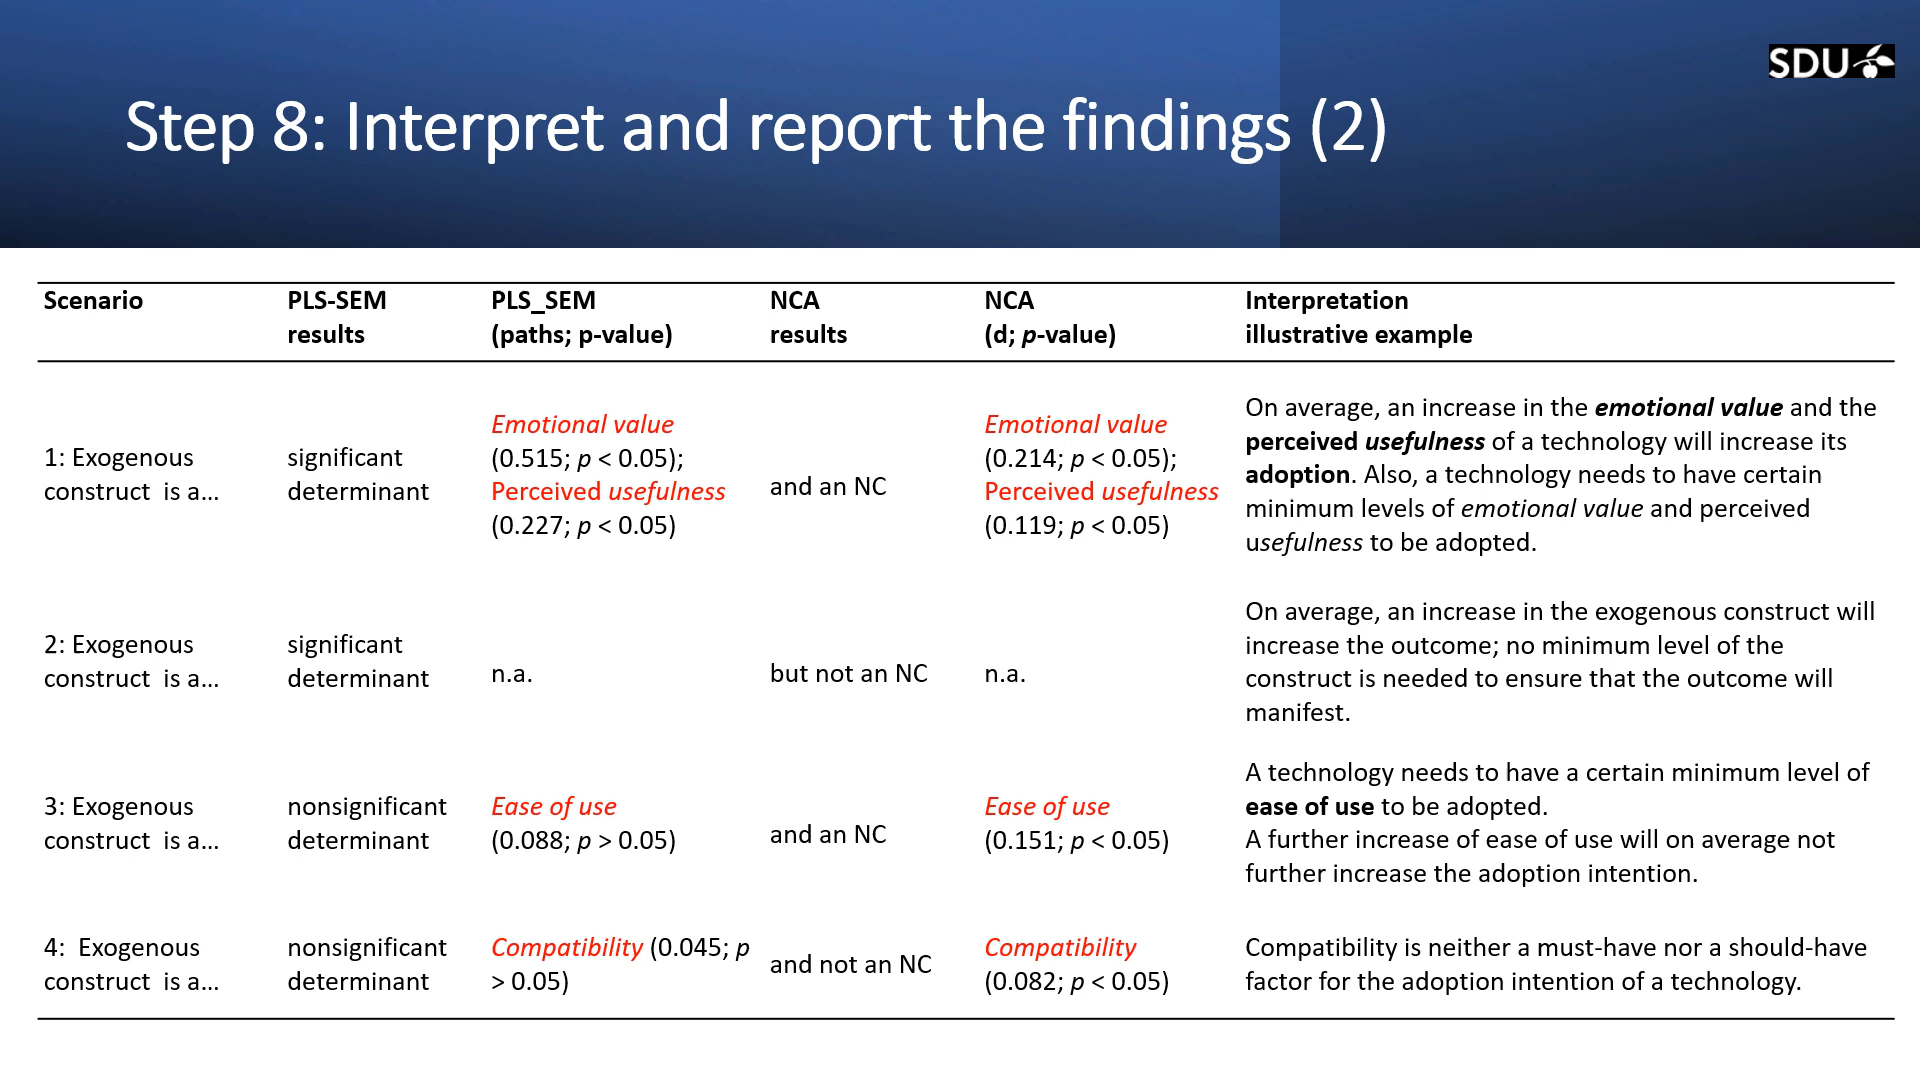 SDU
Step 8: Interpret and report the findings (2)
Scenario
PLS-SEM
results
PLS_SEM
(paths; p-value)
NCA
results
NCA
(d; p-value)
Interpretation
illustrative example
1: Exogenous
construct is a...
significant
determinant
Emotional value
(0.515; p < 0.05);
Perceived usefulness
(0.227; p < 0.05)
and an NC
Emotional value
(0.214; p < 0.05);
Perceived usefulness
(0.119; p < 0.05)
On average, an increase in the emotional value and the
perceived usefulness of a technology will increase its
adoption. Also, a technology needs to have certain
minimum levels of emotional value and perceived
usefulness to be adopted.
2: Exogenous
construct is a...
significant
determinant
n.a.
but not an NC
n.a.
On average, an increase in the exogenous construct will
increase the outcome; no minimum level of the
construct is needed to ensure that the outcome will
manifest.
3: Exogenous
construct is a...
nonsignificant
determinant
Ease of use
(0.088; p > 0.05)
and an NC
Ease of use
(0.151; p < 0.05)
A technology needs to have a certain minimum level of
ease of use to be adopted.
A further increase of ease of use will on average not
further increase the adoption intention.
4: Exogenous
construct is a...
nonsignificant
determinant
Compatibility (0.045; p
> 0.05)
and not an NC
Compatibility
(0.082; p < 0.05)
Compatibility is neither a must-have nor a should-have
factor for the adoption intention of a technology.